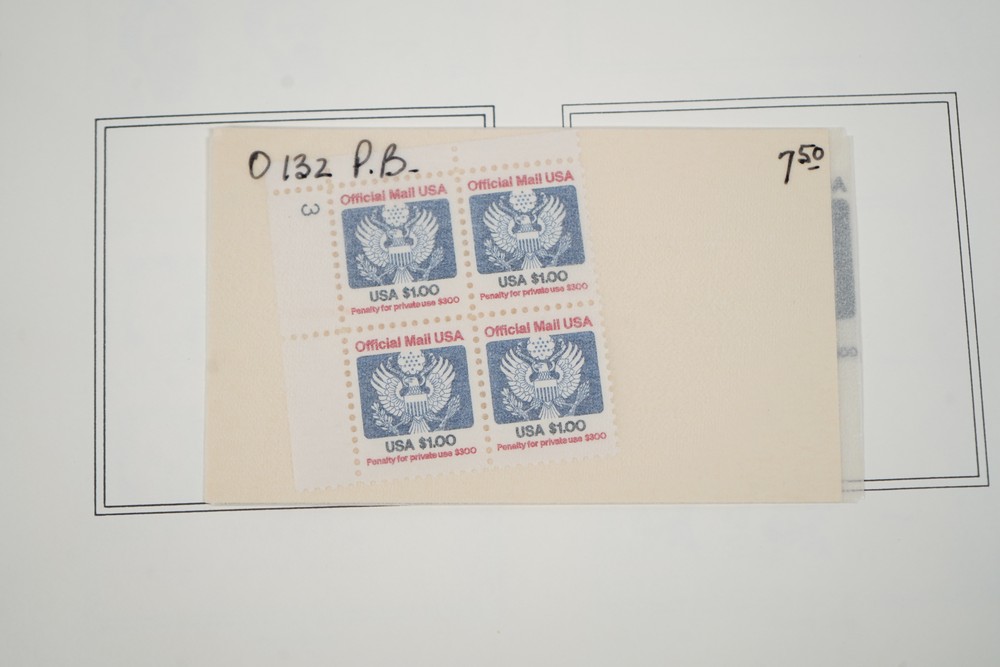 O 132 P.B.
7 50
3
Official Mail USA
USA $1.00
Penalty for private use $300
Official Mail USA
USA $1.00
Penalty for private use $300
Official Mail USA
USA $1.00
Penalty for private use $300
Official Mail USA
USA $1.00
Penalty for private use $300
A
00